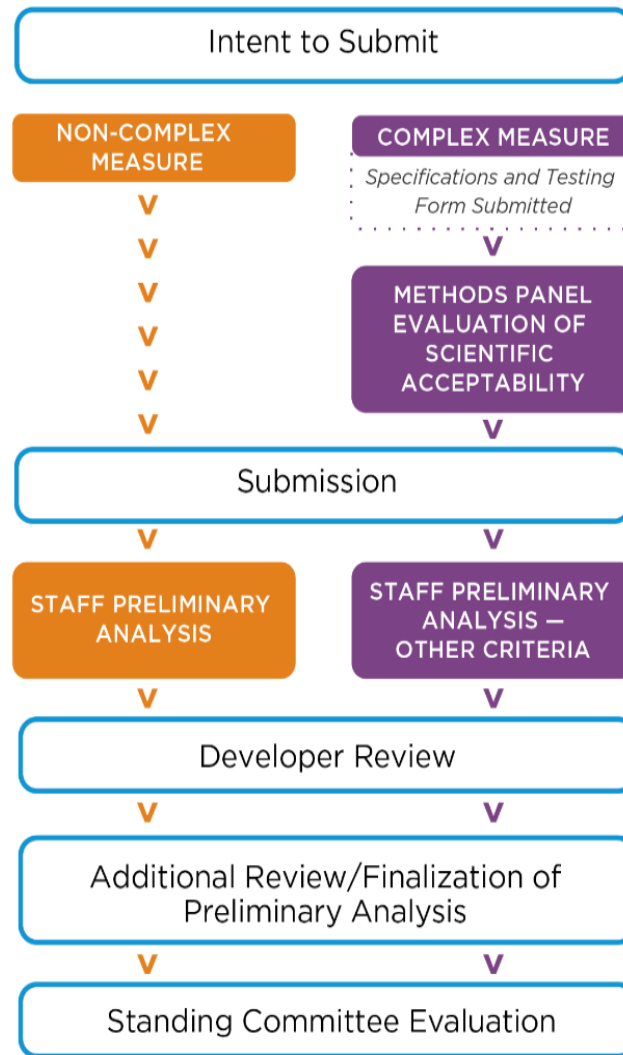 Intent to Submit
NON-COMPLEX
MEASURE
COMPLEX MEASURE
Specifications and Testing
Form Submitted
METHODS PANEL
EVALUATION OF
SCIENTIFIC
ACCEPTABILITY
Submission
STAFF PRELIMINARY
ANALYSIS
STAFF PRELIMINARY
ANALYSIS —
OTHER CRITERIA
Developer Review
Additional Review/Finalization of
Preliminary Analysis
Standing Committee Evaluation